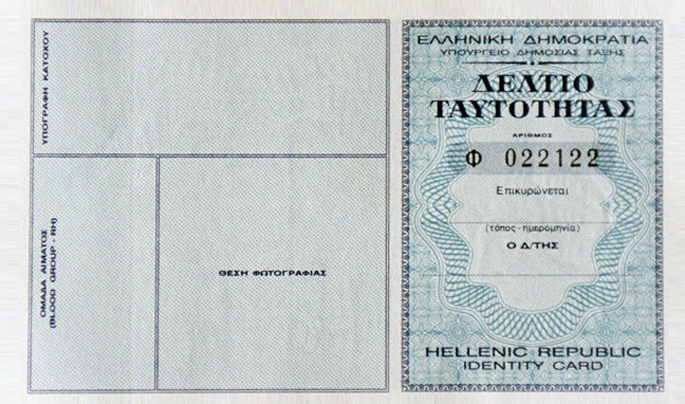 ΥΠΟΓΡΑΦΗ ΚΑΤΟΧΟΥ
ΟΜΑΔΑ ΑΙΜΑΤΟΣ
(BLOOD GROUP - RH)
ΘΕΣΗ ΦΩΤΟΓΡΑΦΙΑΣ
ΕΛΛΗΝΙΚΗ ΔΗΜΟΚΡΑΤΙΑ
ΥΠΟΥΡΓΕΙΟ ΔΗΜΟΣΙΑΣ ΤΑΞΗΣ
ΔΕΛΤΙΟ
ΤΑΥΤΟΤΗΤΑΣ
ΑΡΙΘΜΟΣ
Φ 022122
Επικυρώνεται
(τόπος - ημερομηνία)
Ο Δ/ΤΗΣ
HELLENIC REPUBLIC
IDENTITY CARD